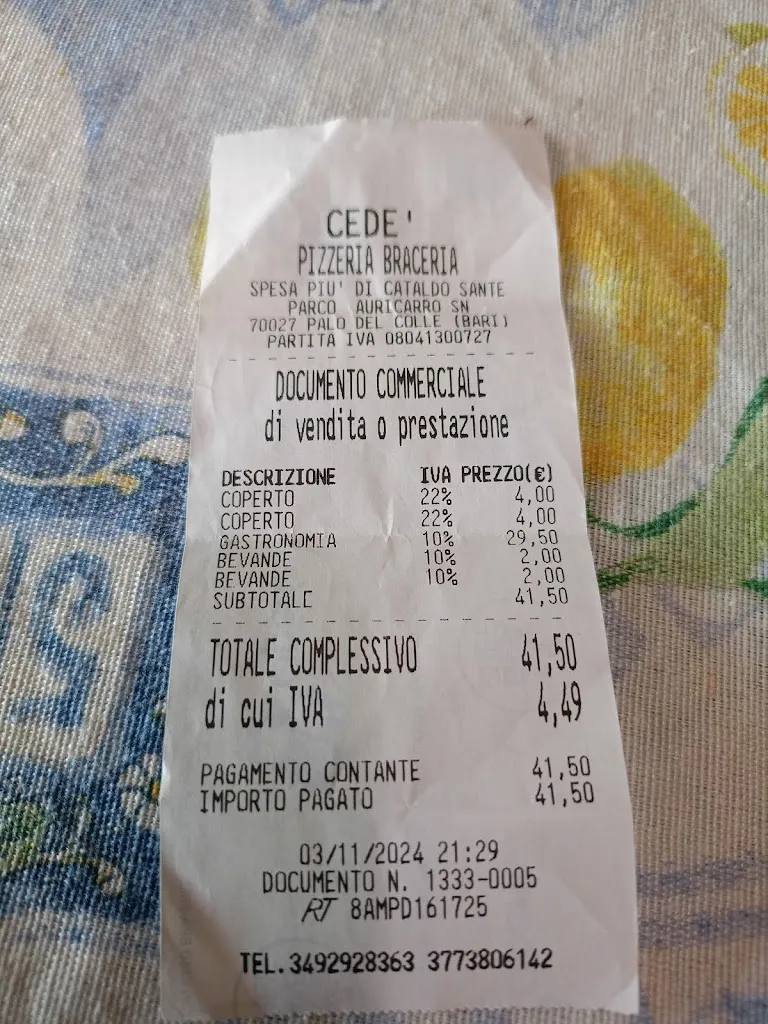 CEDE'
PIZZERIA BRACERIA
SPESA PIU' DI CATALDO SANTE
PARCO AURICARRO SN
70027 PALO DEL COLLE (BARI)
PARTITA IVA 08041300727
DOCUMENTO COMMERCIALE
di vendita o prestazione
DESCRIZIONE IVA PREZZO(€)
COPERTO 22% 4,00
COPERTO 22% 4,00
GASTRONOMIA 10% 29,50
BEVANDE 10% 2,00
BEVANDE 10% 2,00
SUBTOTALE 41,50
TOTALE COMPLESSIVO 41,50
di cui IVA 4,49
PAGAMENTO CONTANTE 41,50
IMPORTO PAGATO 41,50
03/11/2024 21:29
DOCUMENTO N. 1333-0005
RT 8AMPD161725
TEL.3492928363 3773806142